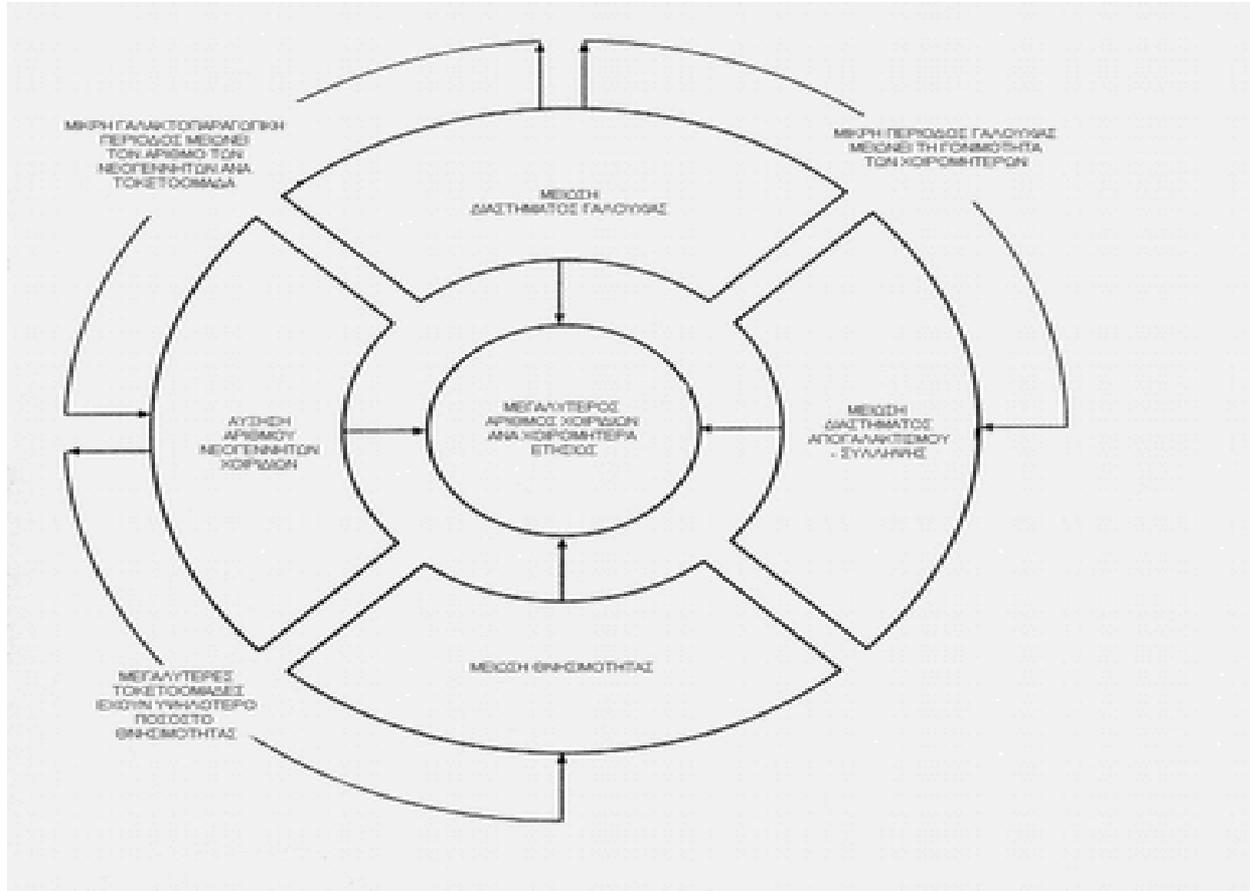 ΜΙΚΡΗ ΓΑΛΑΚΤΟΠΑΡΑΓΩΓΙΚΗ
ΠΕΡΙΟΔΟΣ ΜΕΙΩΝΕΙ
ΤΟΝ ΑΡΙΘΜΟ ΤΩΝ
ΝΕΟΓΕΝΝΗΤΩΝ ΑΝΑ
ΤΟΚΕΤΟΟΜΑΔΑ
ΜΙΚΡΗ ΠΕΡΙΟΔΟΣ ΓΑΛΟΥΧΙΑΣ
ΜΕΙΩΝΕΙ ΤΗ ΓΟΝΙΜΟΤΗΤΑ
ΤΩΝ ΧΟΙΡΟΜΗΤΕΡΩΝ
ΜΕΙΩΣΗ
ΔΙΑΣΤΗΜΑΤΟΣ ΓΑΛΟΥΧΙΑΣ
ΑΥΞΗΣΗ
ΑΡΙΘΜΟΥ
ΝΕΟΓΕΝΝΗΤΩΝ
ΧΟΙΡΙΔΙΩΝ
ΜΕΓΑΛΥΤΕΡΟΣ
ΑΡΙΘΜΟΣ ΧΟΙΡΙΔΙΩΝ
ΑΝΑ ΧΟΙΡΟΜΗΤΕΡΑ
ΕΤΗΣΙΩΣ
ΜΕΙΩΣΗ
ΔΙΑΣΤΗΜΑΤΟΣ
ΑΠΟΓΑΛΑΚΤΙΣΜΟΥ
- ΣΥΛΛΗΨΗΣ
ΜΕΙΩΣΗ ΘΝΗΣΙΜΟΤΗΤΑΣ
ΜΕΓΑΛΥΤΕΡΕΣ
ΤΟΚΕΤΟΟΜΑΔΕΣ
ΕΧΟΥΝ ΥΨΗΛΟΤΕΡΟ
ΠΟΣΟΣΤΟ
ΘΝΗΣΙΜΟΤΗΤΑΣ